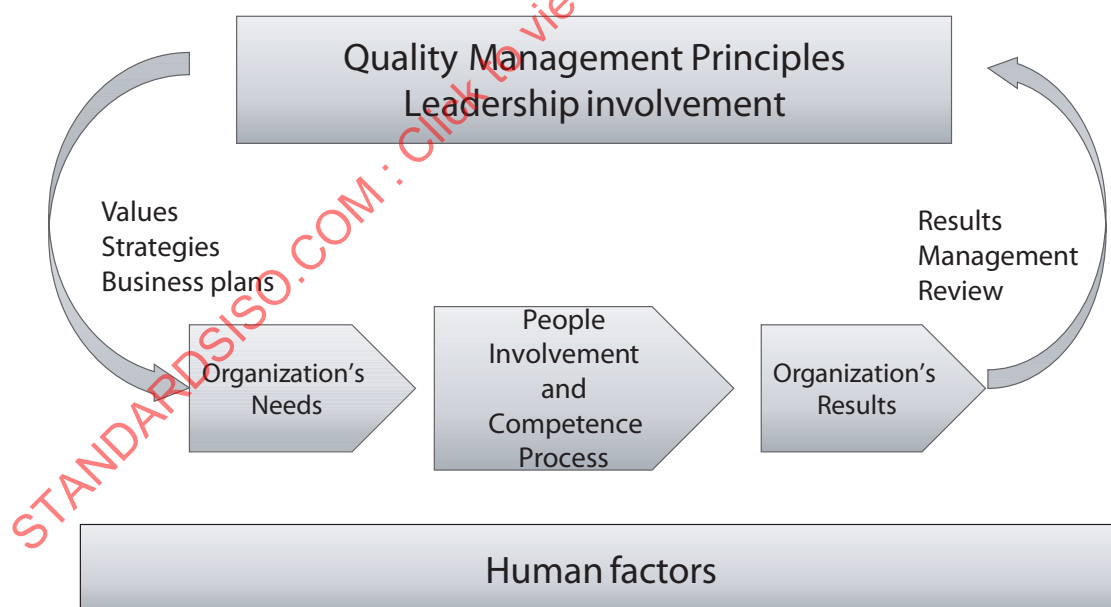 Quality Management Principles
Leadership involvement
Values
Strategies
Business plans
Results
Management
Review
Organization’s
Needs
People
Involvement
and
Competence
Process
Organization’s
Results
Human factors
STANDARDSISO.COM : Click to vie